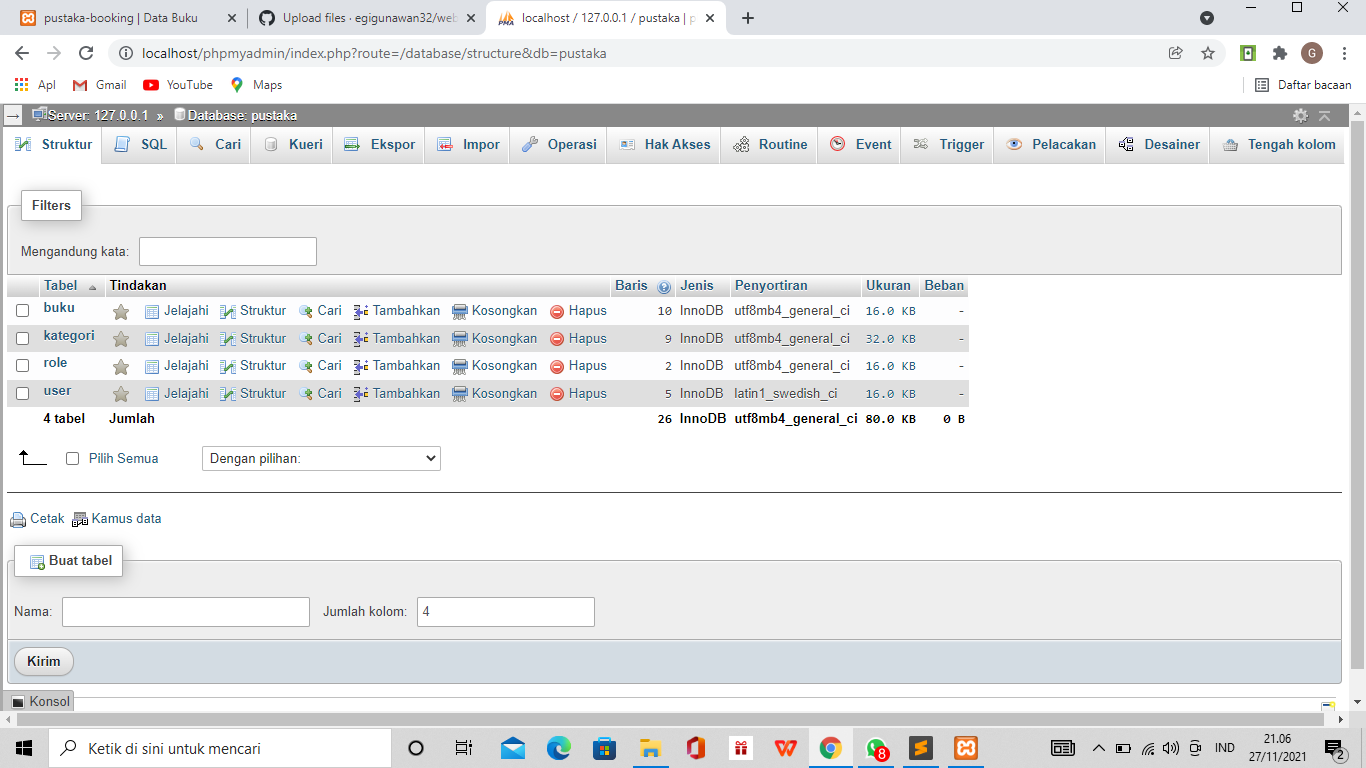 pustaka-booking | Data Buku
Upload files · egigunawan32/web
localhost / 127.0.0.1 / pustaka | p
localhost/phpmyadmin/index.php?route=/database/structure&db=pustaka
G
Apl Gmail YouTube Maps Daftar bacaan
Server: 127.0.0.1 » Database: pustaka
Struktur SQL Cari Kueri Ekspor Impor Operasi Hak Akses Routine Event Trigger Pelacakan Desainer Tengah kolom
Filters
Mengandung kata:
Tabel Tindakan Baris Jenis Penyortiran Ukuran Beban
buku Jelajahi Struktur Cari Tambahkan Kosongkan Hapus 10 InnoDB utf8mb4_general_ci 16.0 KB -
kategori Jelajahi Struktur Cari Tambahkan Kosongkan Hapus 9 InnoDB utf8mb4_general_ci 32.0 KB -
role Jelajahi Struktur Cari Tambahkan Kosongkan Hapus 2 InnoDB utf8mb4_general_ci 16.0 KB -
user Jelajahi Struktur Cari Tambahkan Kosongkan Hapus 5 InnoDB latin1_swedish_ci 16.0 KB -
4 tabel Jumlah 26 InnoDB utf8mb4_general_ci 80.0 KB 0 B
Pilih Semua Dengan pilihan:
Cetak Kamus data
Buat tabel
Nama: Jumlah kolom: 4
Kirim
Konsol
Ketik di sini untuk mencari
8
IND
21.06
27/11/2021
2